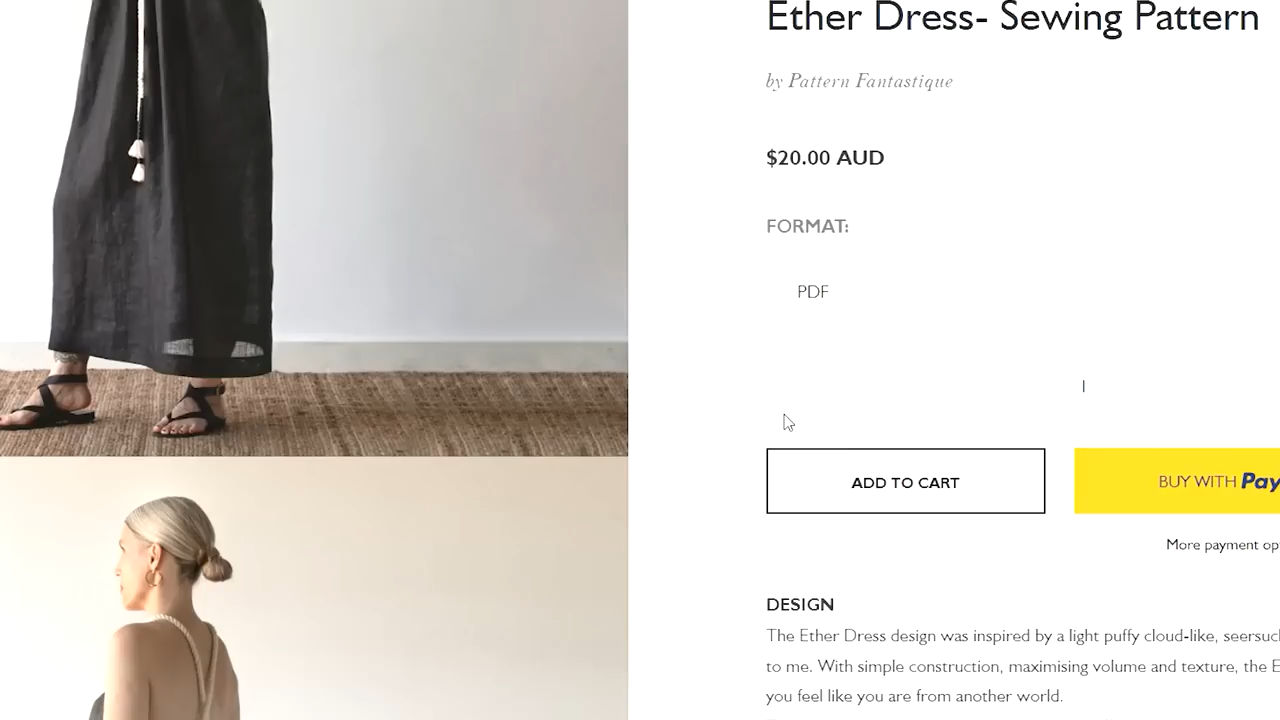 Ether Dress- Sewing Pattern
by Pattern Fantastique
$20.00 AUD
FORMAT:
PDF
ADD TO CART
BUY WITH Pay
More payment
DESIGN
The Ether Dress design was inspired by a light puffy cloud-like,
to me. With simple construction, maximising volume and texture, the
you feel like you are from another world.